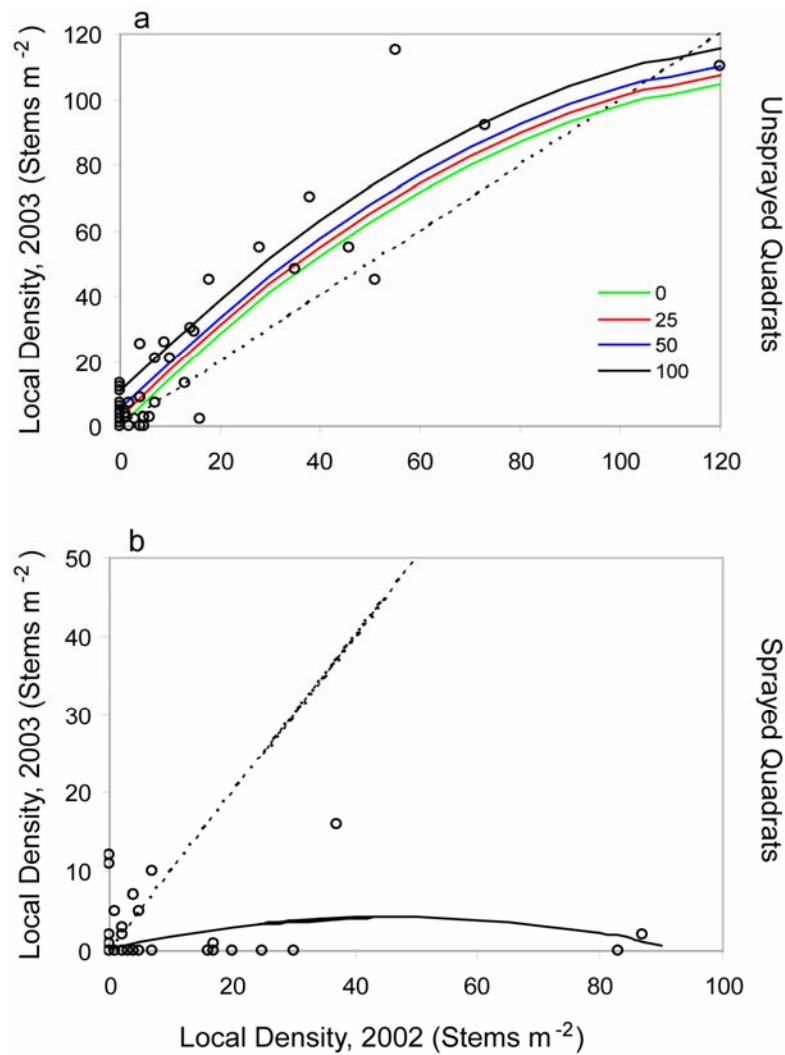 a
120
100
80
60
40
20
0
Local Density, 2003 (Stems m -2 )
0 20 40 60 80 100 120
0
25
50
100
Unsprayed Quadrats
b
50
40
30
20
10
0
Local Density, 2003 (Stems m -2 )
0 20 40 60 80 100
Sprayed Quadrats
Local Density, 2002 (Stems m-2)